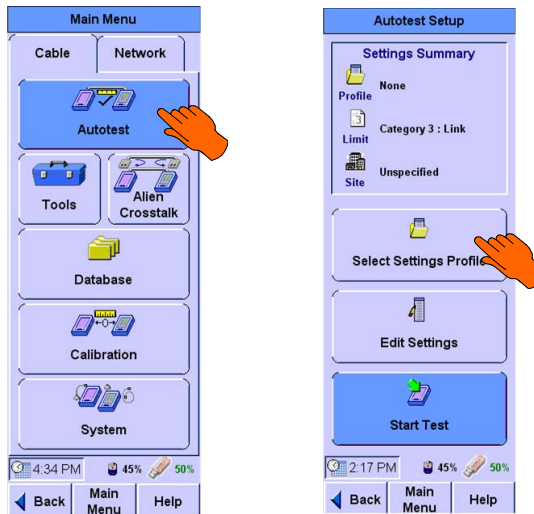 Main Menu
Cable
Network
Autotest
Tools
Alien
Crosstalk
Database
Calibration
System
4:34 PM
45%
50%
Back
Main
Menu
Help
Autotest Setup
Settings Summary
Profile
None
3
Limit
Category 3 : Link
Site
Unspecified
Select Settings Profile
Edit Settings
Start Test
2:17 PM
45%
50%
Back
Main
Menu
Help